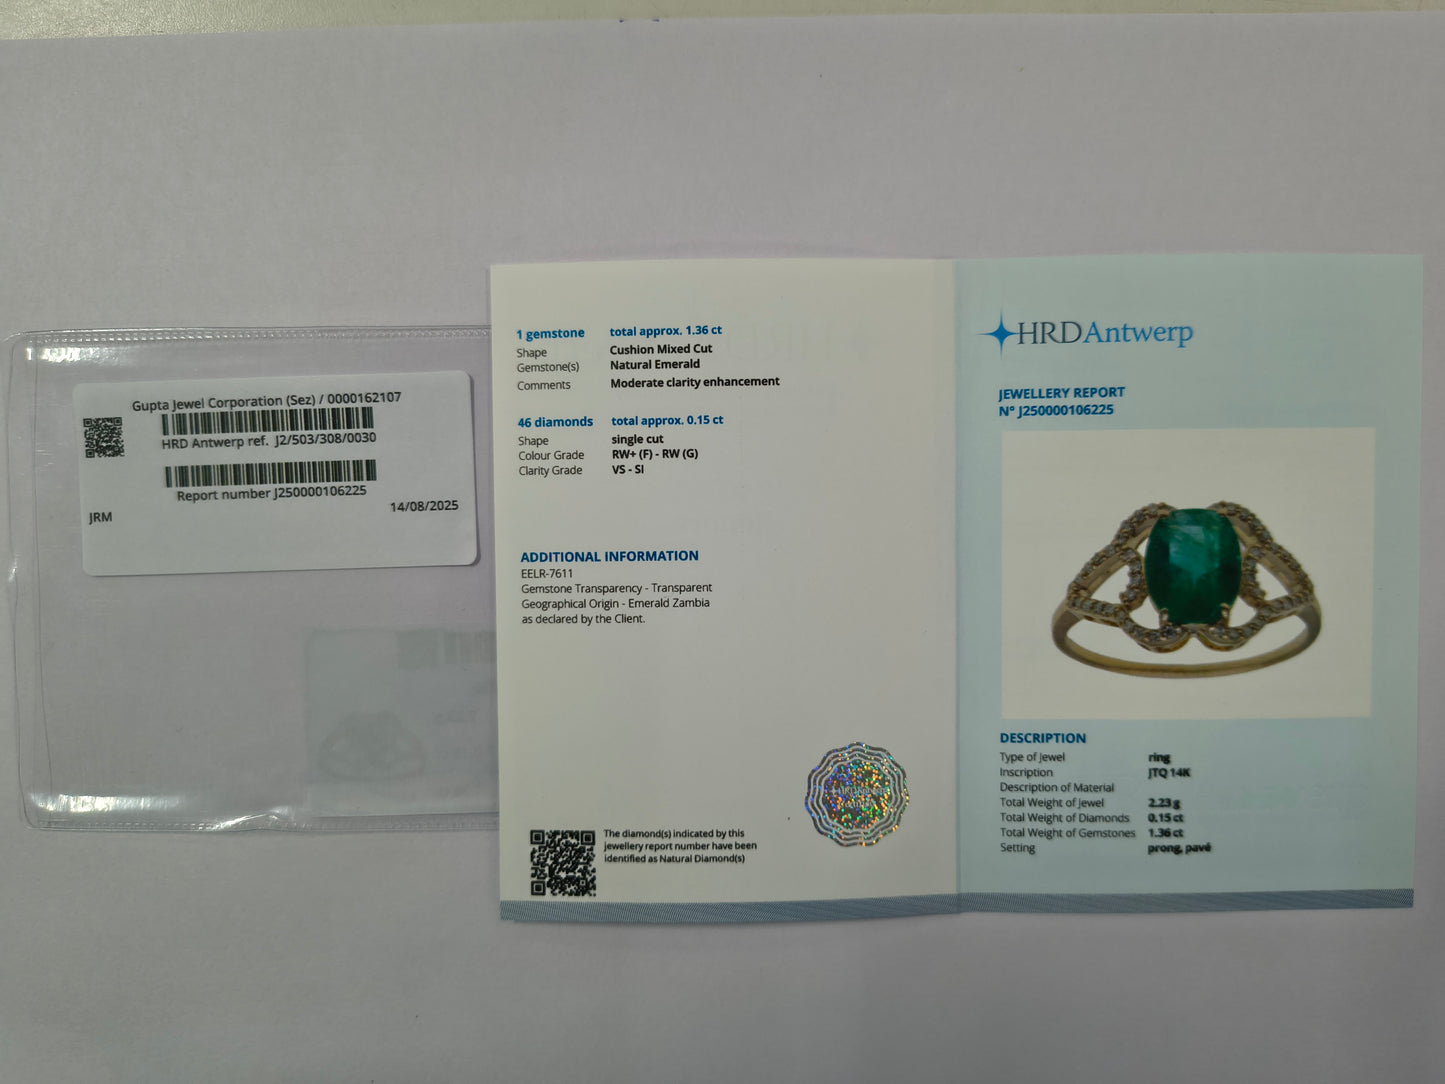 Gupta Jewel Corporation (Sez) / 0000162107
HRD Antwerp ref. J2/503/308/0030
Report number J250000106225
JRM
14/08/2025
1 gemstone total approx. 1.36 ct
Shape Cushion Mixed Cut
Gemstone(s) Natural Emerald
Comments Moderate clarity enhancement
46 diamonds total approx. 0.15 ct
Shape single cut
Colour Grade RW+ (F) - RW (G)
Clarity Grade VS - SI
ADDITIONAL INFORMATION
EELR-7611
Gemstone Transparency - Transparent
Geographical Origin - Emerald Zambia
as declared by the Client.
HRDAntwerp
The diamond(s) indicated by this
jewellery report number have been
identified as Natural Diamond(s)
HRDAntwerp
JEWELLERY REPORT
N° J250000106225
DESCRIPTION
Type of Jewel ring
Inscription JTQ 14K
Description of Material
Total Weight of Jewel 2.23 g
Total Weight of Diamonds 0.15 ct
Total Weight of Gemstones 1.36 ct
Setting prong, pavé